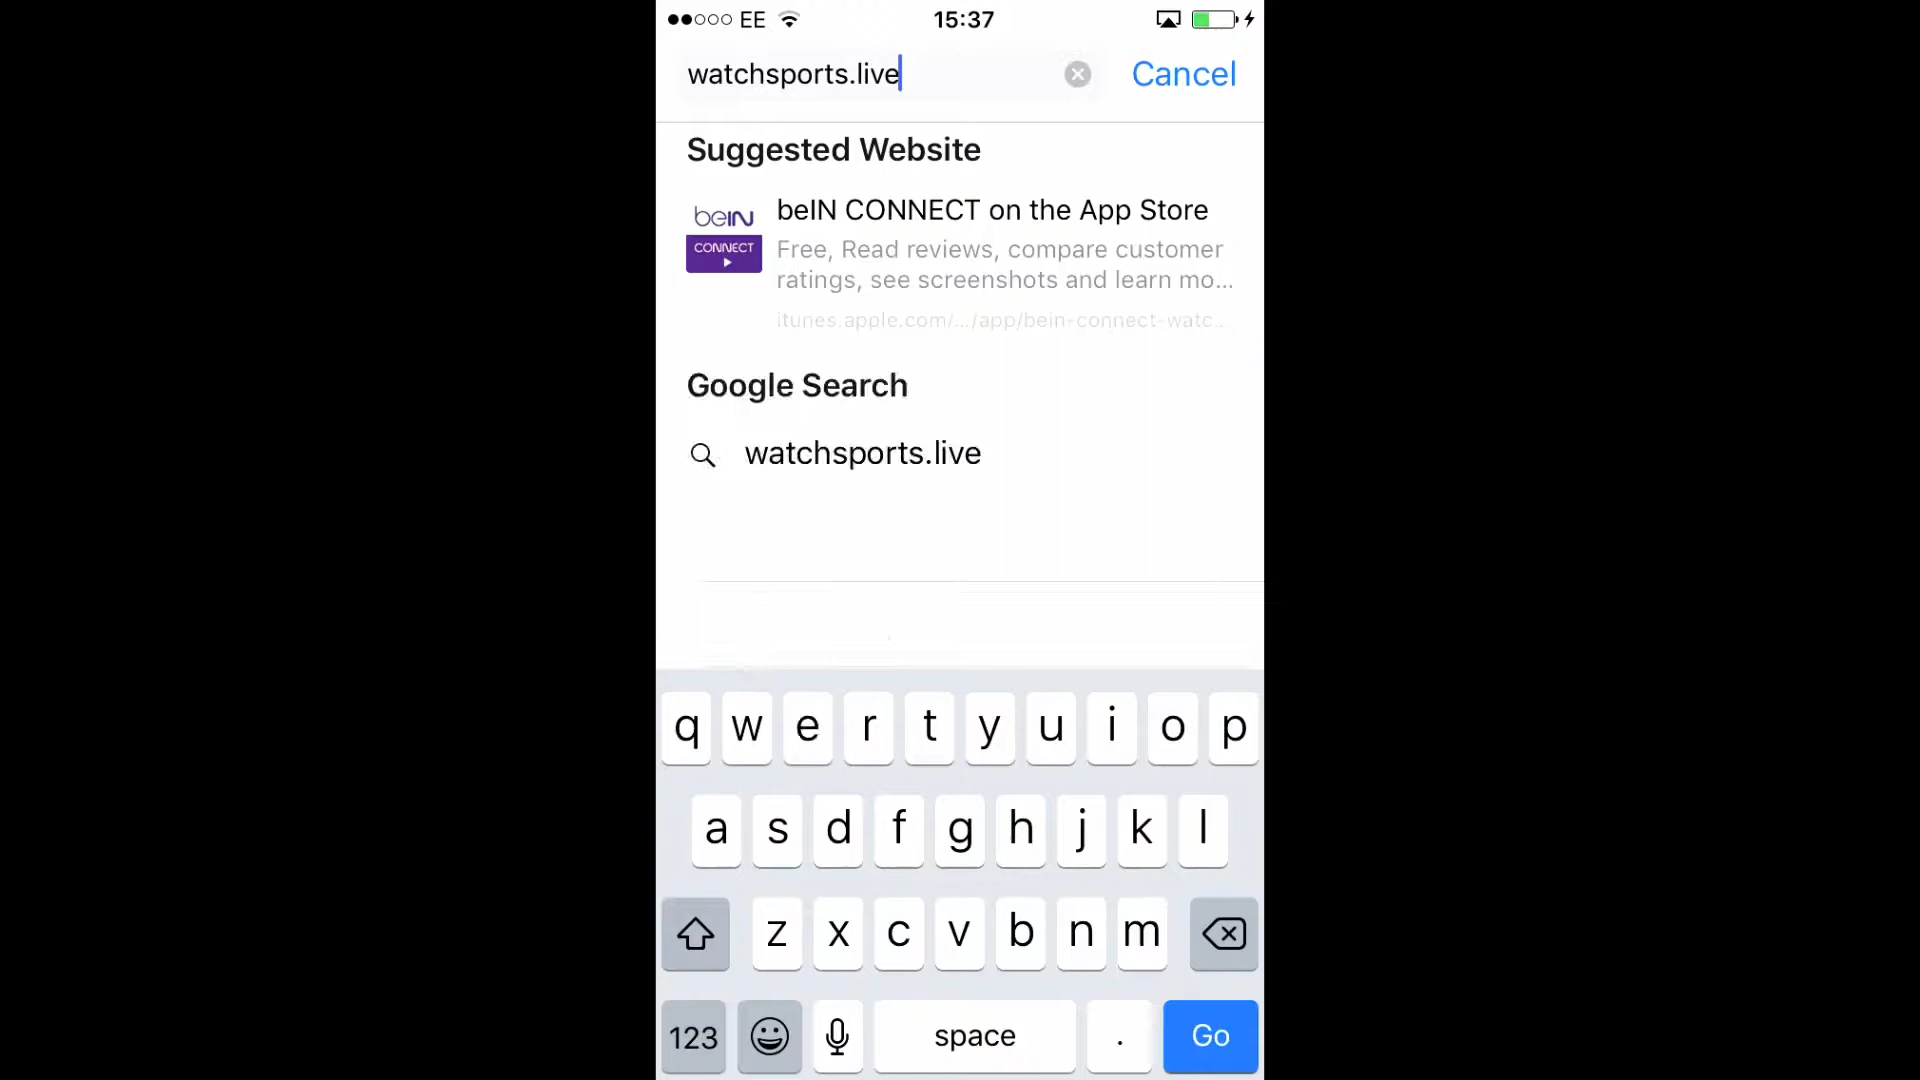 EE 15:37
watchsports.live Cancel
Suggested Website
beIN CONNECT on the App Store
beIN
CONNECT
Free, Read reviews, compare customer
ratings, see screenshots and learn mo...
itunes.apple.com/.../app/bein-connect-watc...
Google Search
watchsports.live
q w e r t y u i o p
a s d f g h j k l
z x c v b n m
123 space . Go